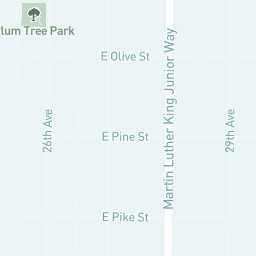 lum Tree Park
E Olive St
Martin Luther King Junior Way
26th Ave
29th Ave
E Pine St
E Pike St